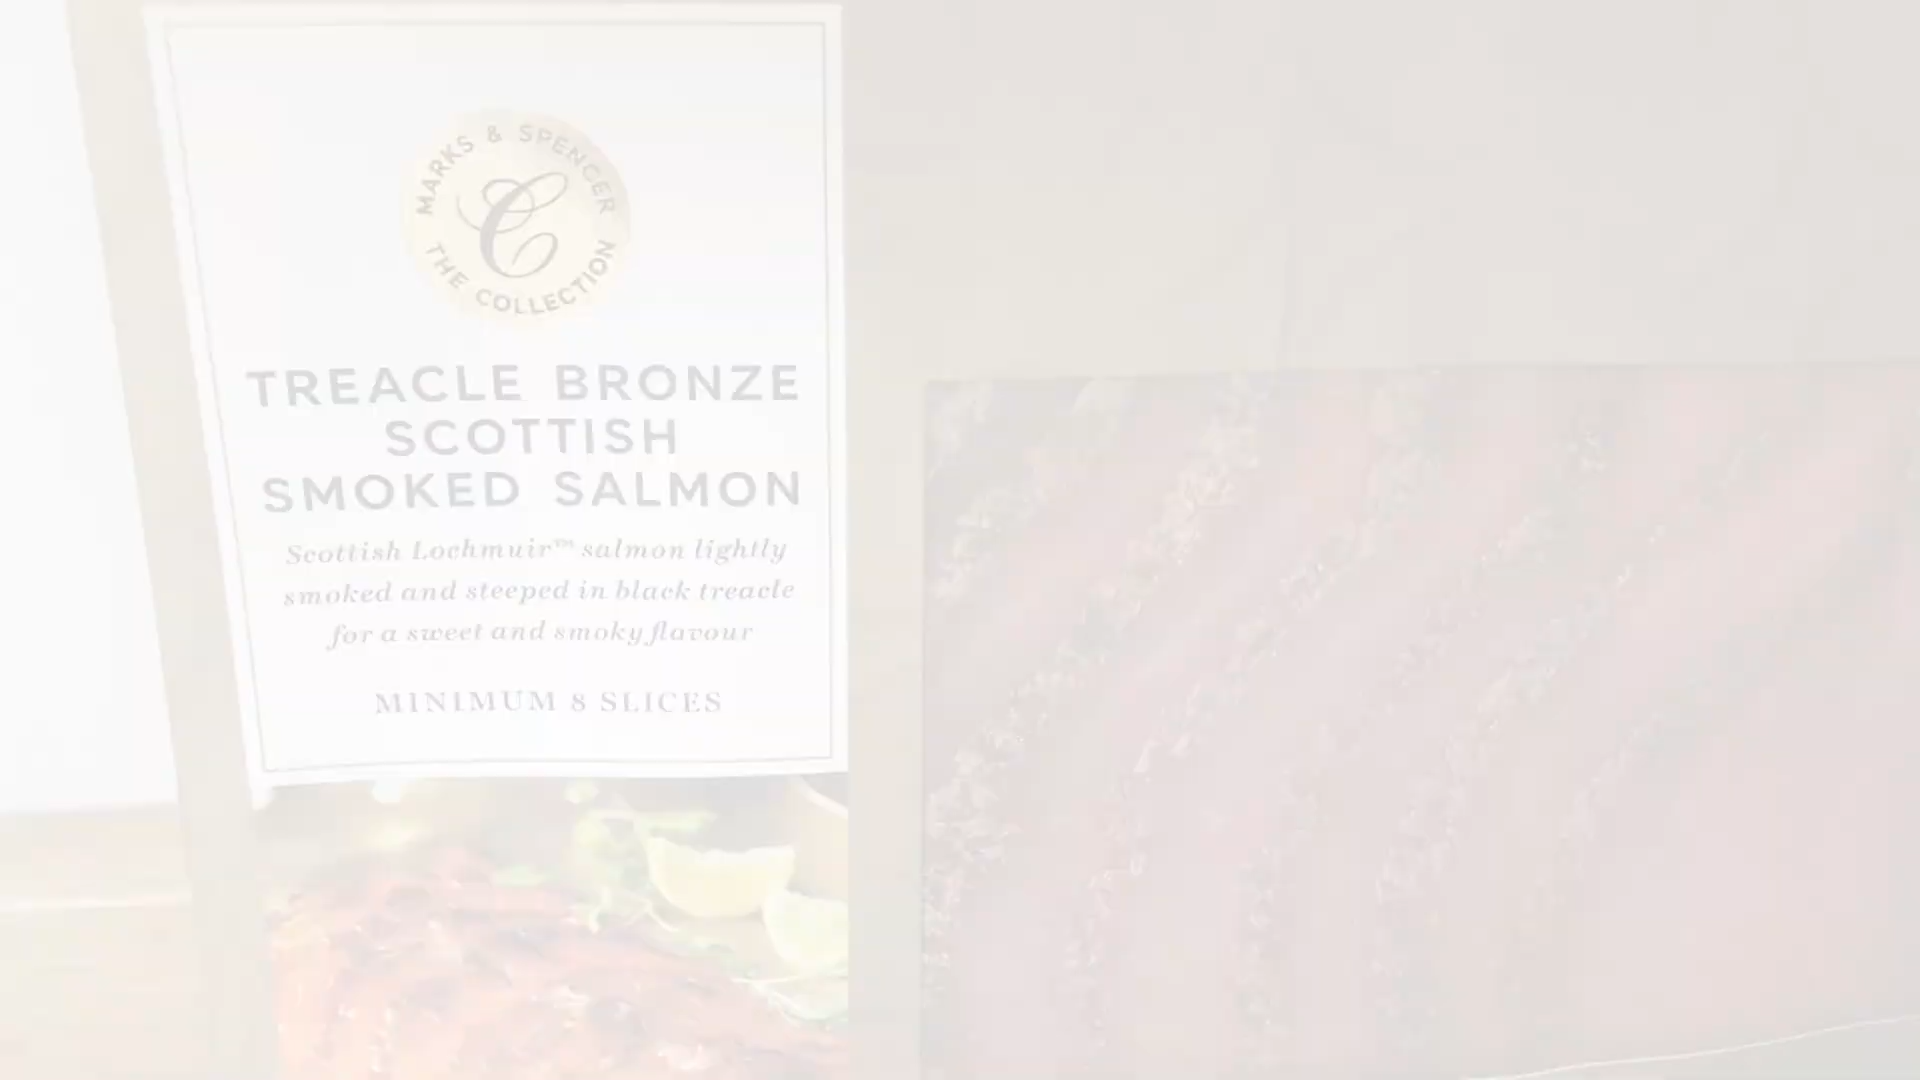 MARKS & SPENCER
C
THE COLLECTION
TREACLE BRONZE
SCOTTISH
SMOKED SALMON
Scottish Lochmuir™ salmon lightly
smoked and steeped in black treacle
for a sweet and smoky flavour
MINIMUM 8 SLICES